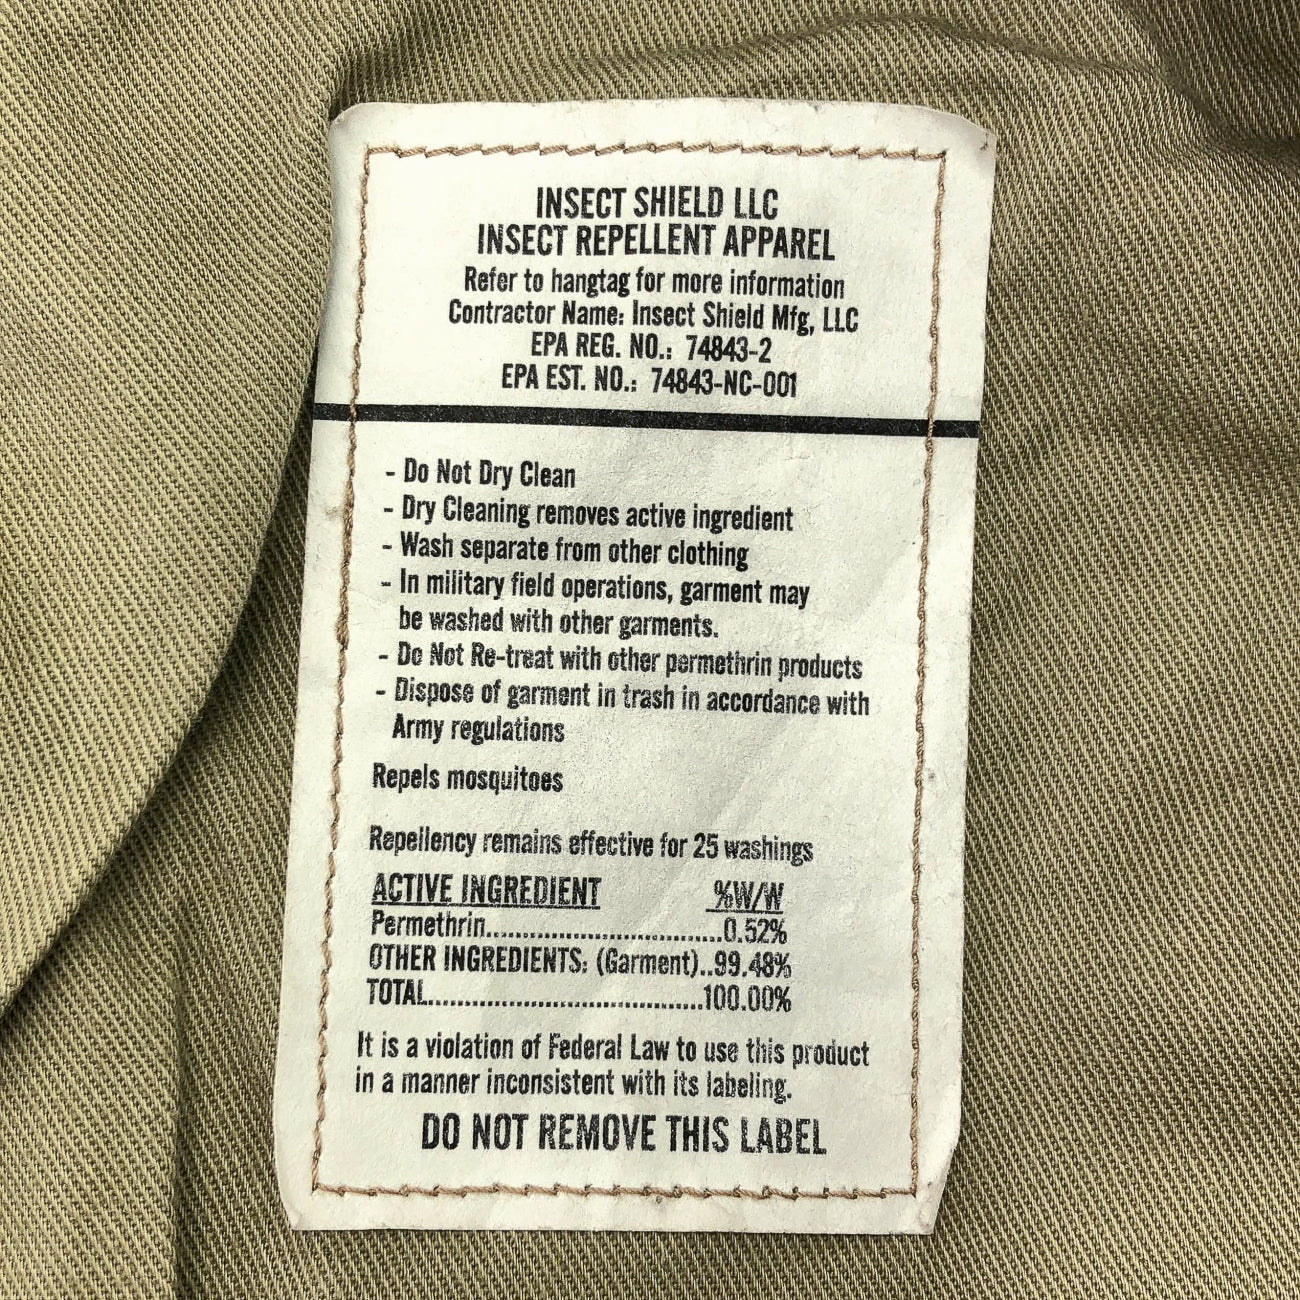 INSECT SHIELD LLC
INSECT REPELLENT APPAREL
Refer to hangtag for more information
Contractor Name: Insect Shield Mfg, LLC
EPA REG. NO.: 74843-2
EPA EST. NO.: 74843-NC-001
- Do Not Dry Clean
- Dry Cleaning removes active ingredient
- Wash separate from other clothing
- In military field operations, garment may
be washed with other garments.
- Do Not Re-treat with other permethrin products
- Dispose of garment in trash in accordance with
Army regulations
Repels mosquitoes
Repellency remains effective for 25 washings
ACTIVE INGREDIENT %W/W
Permethrin................................0.52%
OTHER INGREDIENTS: (Garment)..99.48%
TOTAL.....................................100.00%
It is a violation of Federal Law to use this product
in a manner inconsistent with its labeling.
DO NOT REMOVE THIS LABEL